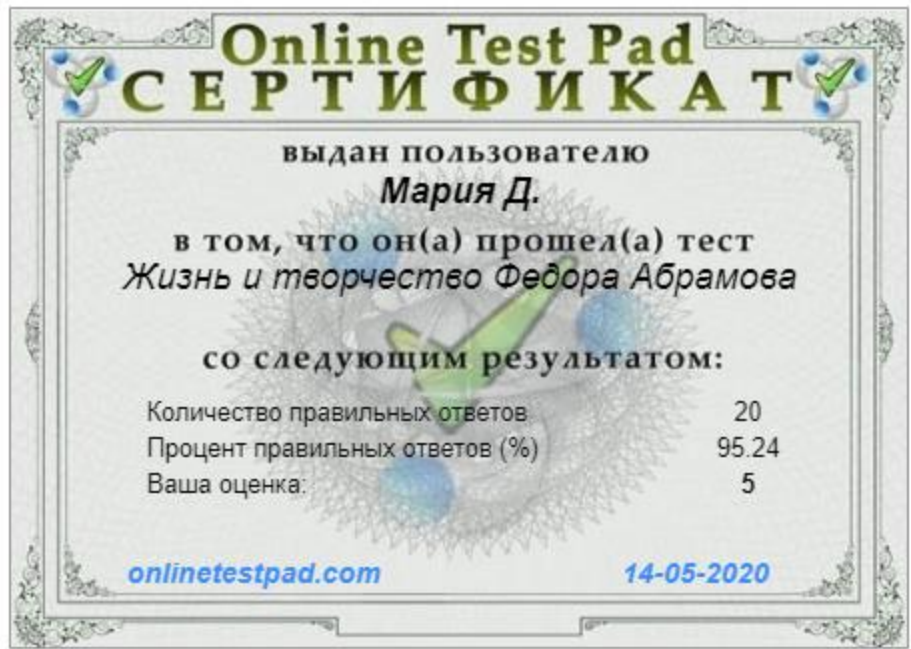 Online Test Pad
СЕРТИФИКАТ
выдан пользователю
Мария Д.
в том, что он(а) прошел(а) тест
Жизнь и творчество Федора Абрамова
со следующим результатом:
Количество правильных ответов 20
Процент правильных ответов (%) 95.24
Ваша оценка: 5
onlinetestpad.com 14-05-2020